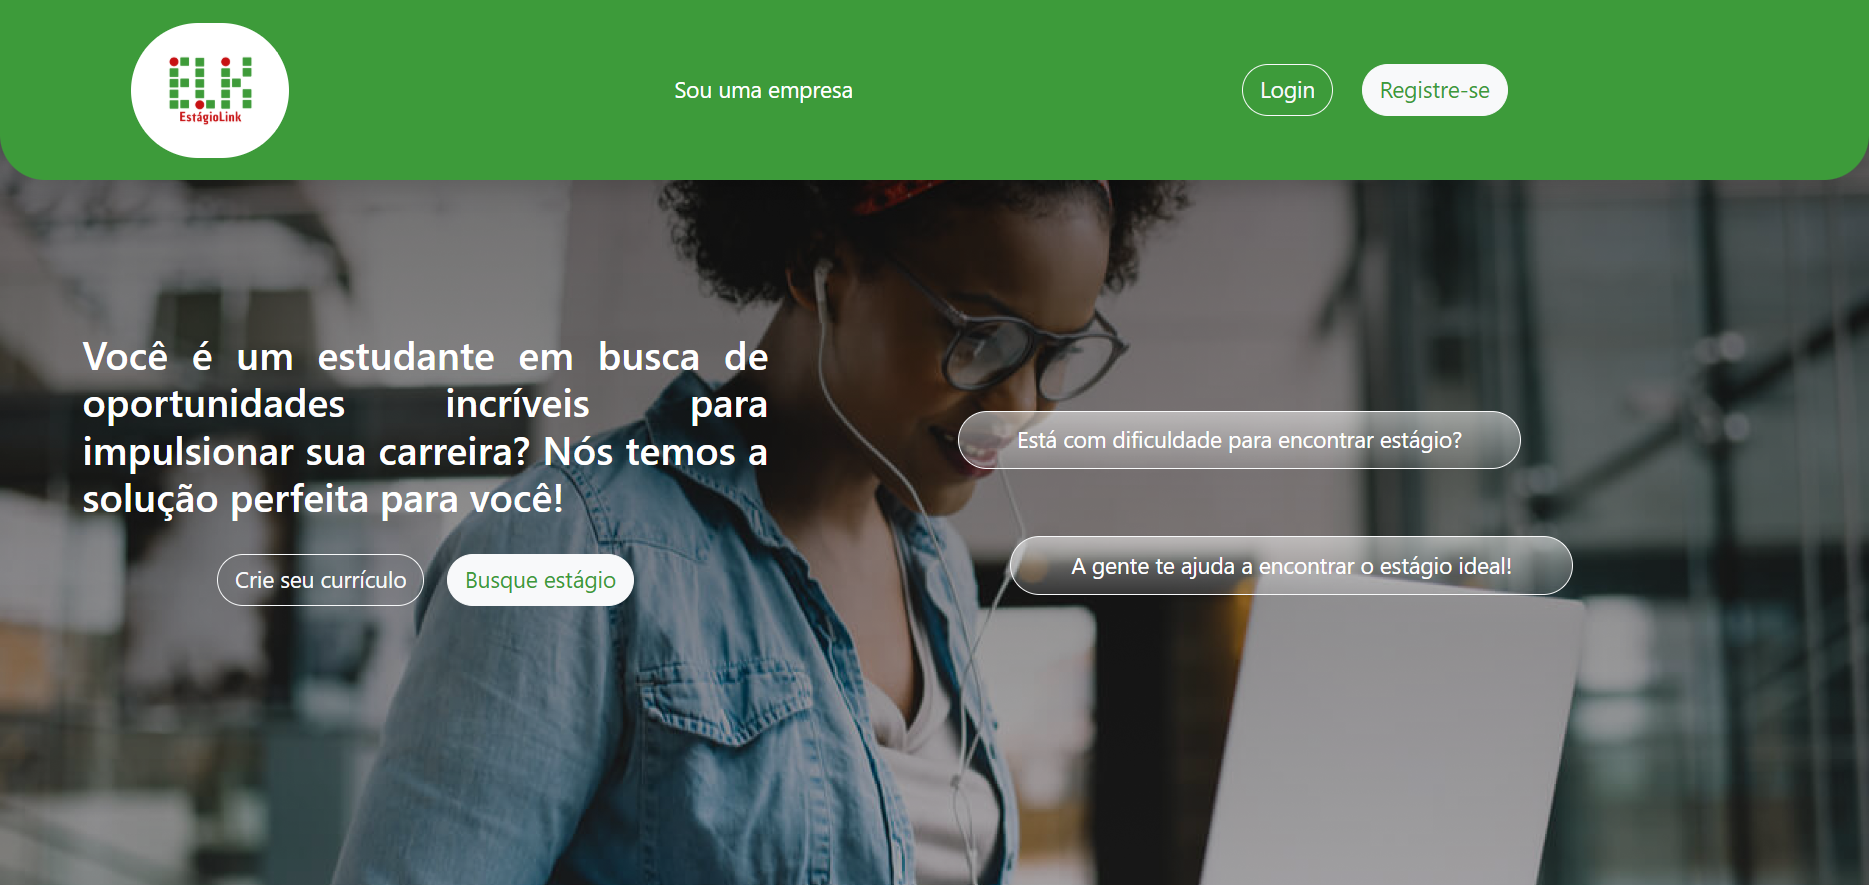 ELK
EstágioLink
Sou uma empresa
Login
Registre-se
Você é um estudante em busca de
oportunidades incríveis para
impulsionar sua carreira? Nós temos a
solução perfeita para você!
Crie seu currículo
Busque estágio
Está com dificuldade para encontrar estágio?
A gente te ajuda a encontrar o estágio ideal!